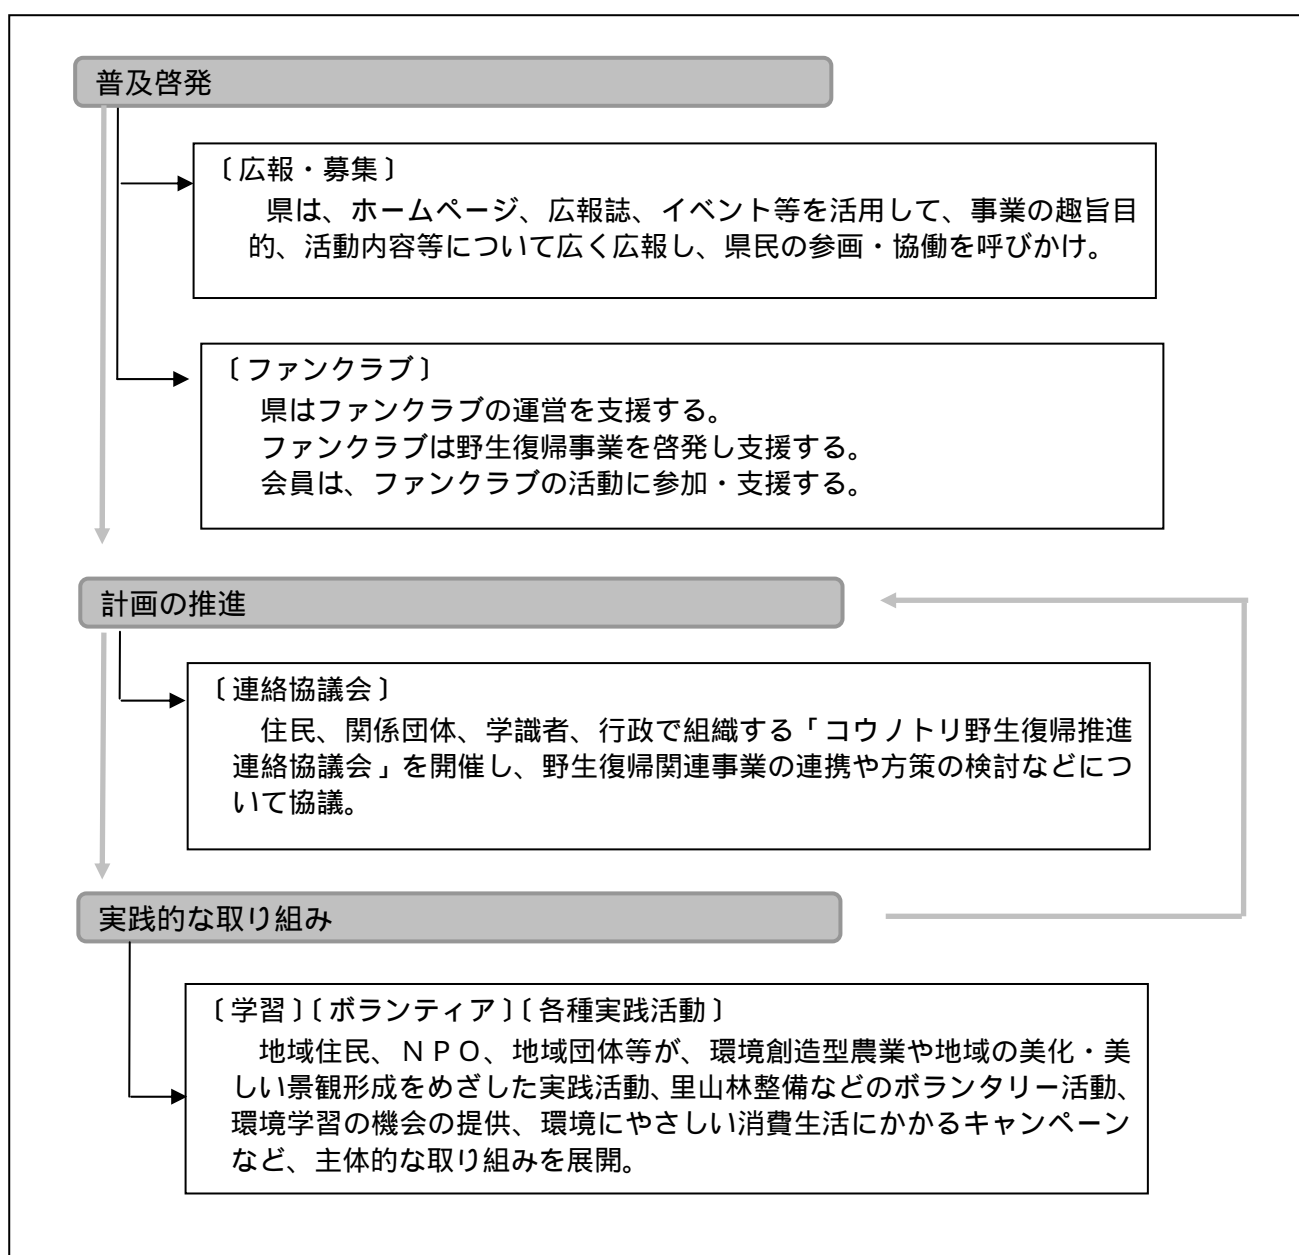 普及啓発
〔広報・募集〕
県は、ホームページ、広報誌、イベント等を活用して、事業の趣旨目
的、活動内容等について広く広報し、県民の参画・協働を呼びかけ。
〔ファンクラブ〕
県はファンクラブの運営を支援する。
ファンクラブは野生復帰事業を啓発し支援する。
会員は、ファンクラブの活動に参加・支援する。
計画の推進
〔連絡協議会〕
住民、関係団体、学識者、行政で組織する「コウノトリ野生復帰推進
連絡協議会」を開催し、野生復帰関連事業の連携や方策の検討などにつ
いて協議。
実践的な取り組み
〔学習〕〔ボランティア〕〔各種実践活動〕
地域住民、ＮＰＯ、地域団体等が、環境創造型農業や地域の美化・美
しい景観形成をめざした実践活動、里山林整備などのボランタリー活動、
環境学習の機会の提供、環境にやさしい消費生活にかかるキャンペーン
など、主体的な取り組みを展開。